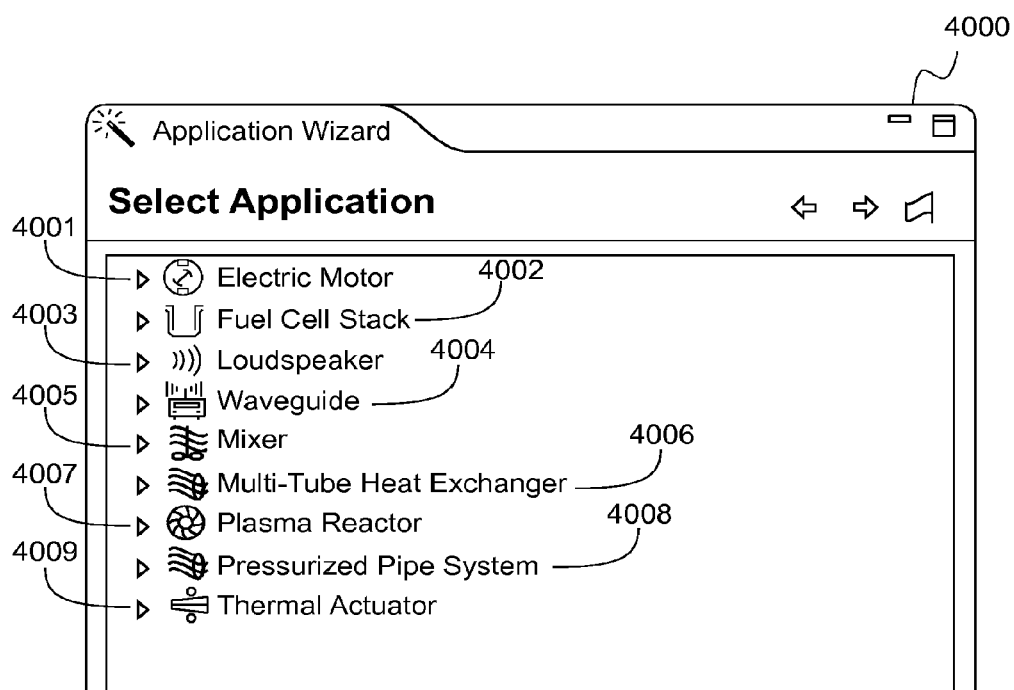 4000
Application Wizard
Select Application
4001
Electric Motor
4002
4003
Fuel Cell Stack
Loudspeaker
4004
4005
Waveguide
Mixer
4006
4007
Multi-Tube Heat Exchanger
Plasma Reactor
4008
4009
Pressurized Pipe System
Thermal Actuator